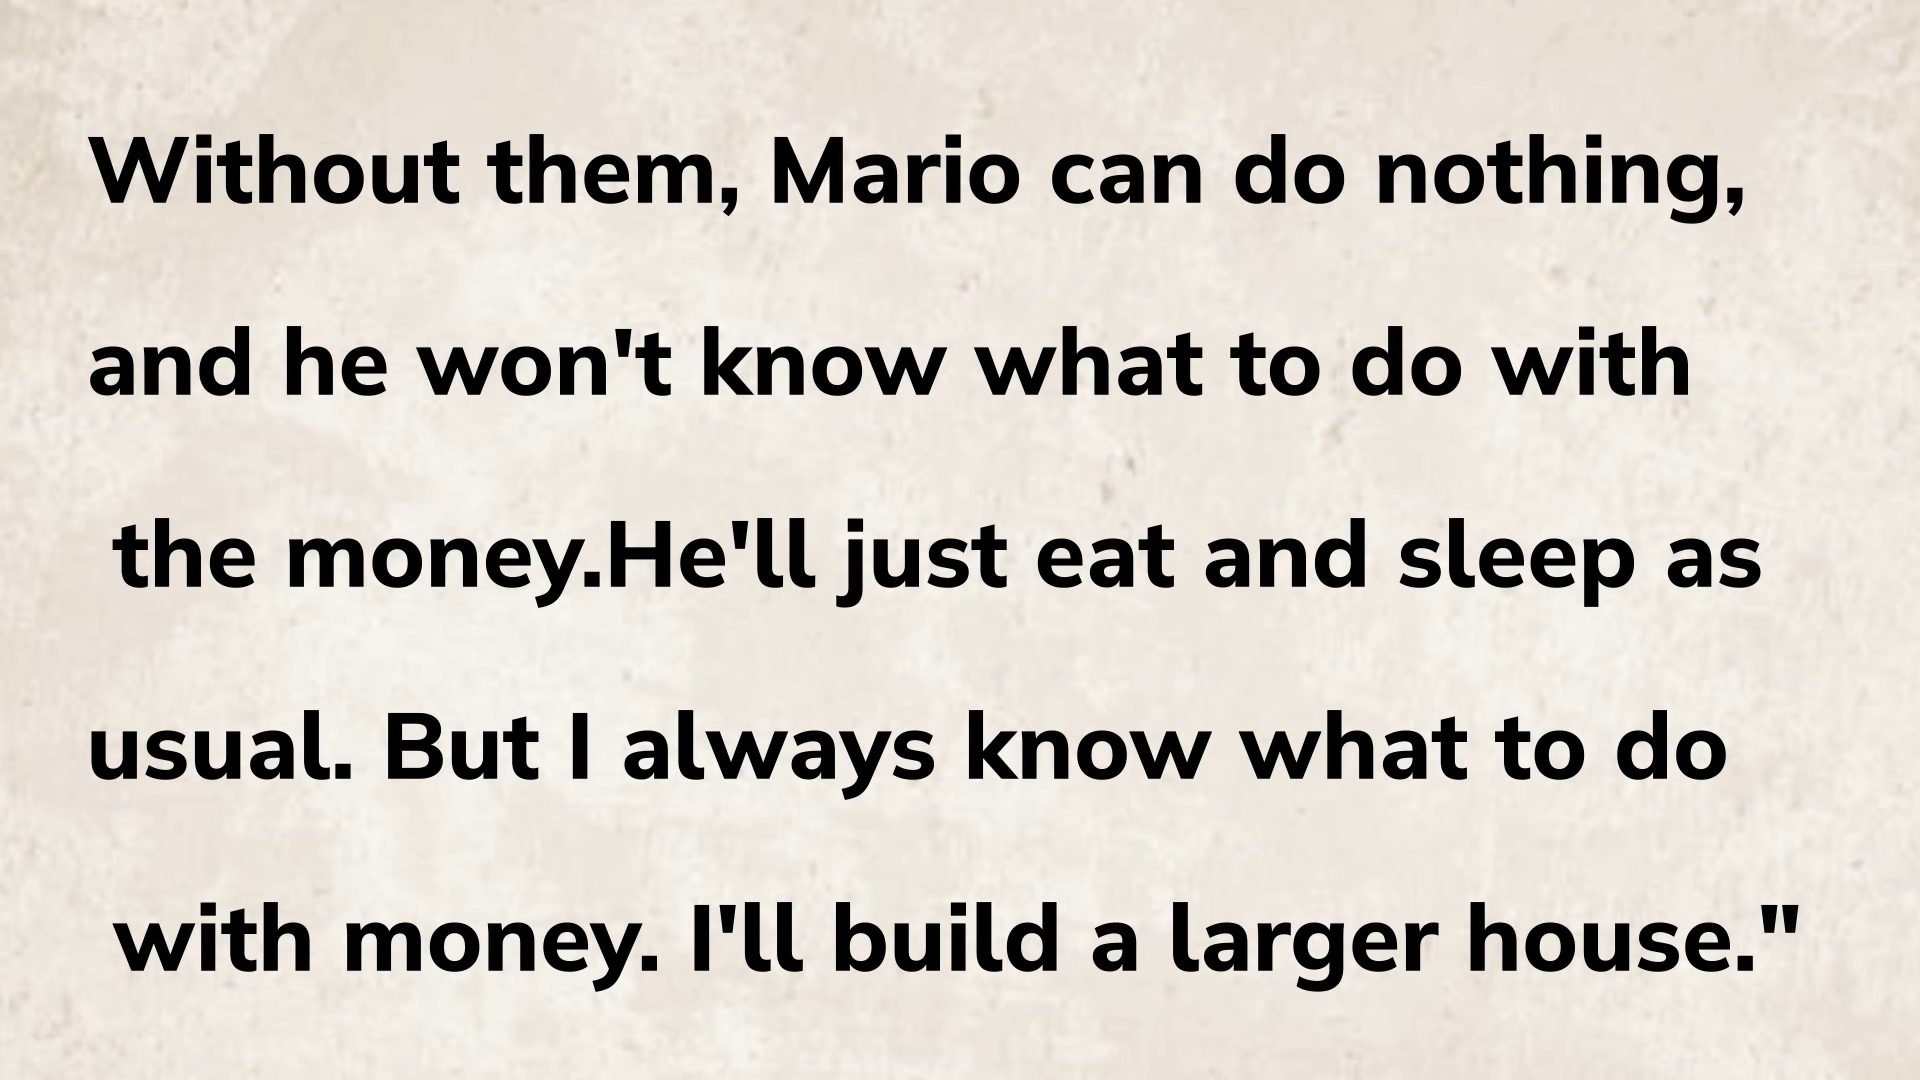 Without them, Mario can do nothing,
and he won't know what to do with
the money.He'll just eat and sleep as
usual. But I always know what to do
with money. I'll build a larger house."